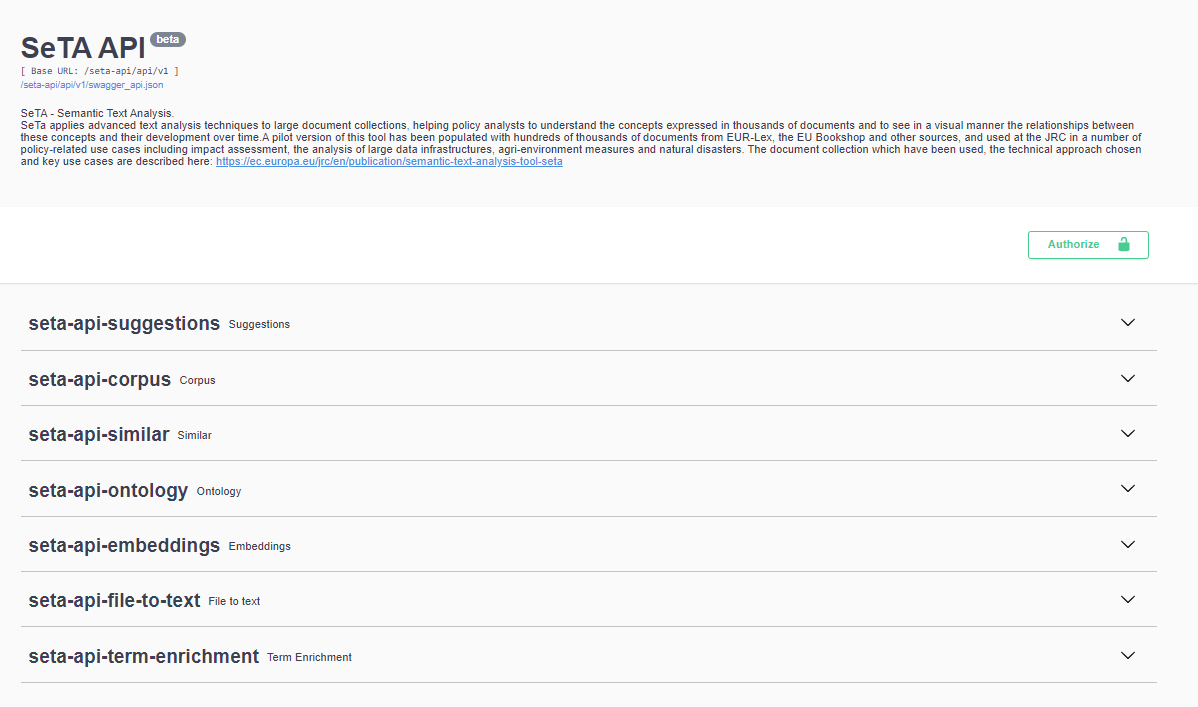 SeTA API beta
[ Base URL: /seta-api/api/v1 ]
/seta-api/api/v1/swagger_api.json
SeTA - Semantic Text Analysis.
SeTa applies advanced text analysis techniques to large document collections, helping policy analysts to understand the concepts expressed in thousands of documents and to see in a visual manner the relationships between
these concepts and their development over time.A pilot version of this tool has been populated with hundreds of thousands of documents from EUR-Lex, the EU Bookshop and other sources, and used at the JRC in a number of
policy-related use cases including impact assessment, the analysis of large data infrastructures, agri-environment measures and natural disasters. The document collection which have been used, the technical approach chosen
and key use cases are described here: https://ec.europa.eu/jrc/en/publication/semantic-text-analysis-tool-seta
Authorize
seta-api-suggestions Suggestions
seta-api-corpus Corpus
seta-api-similar Similar
seta-api-ontology Ontology
seta-api-embeddings Embeddings
seta-api-file-to-text File to text
seta-api-term-enrichment Term Enrichment